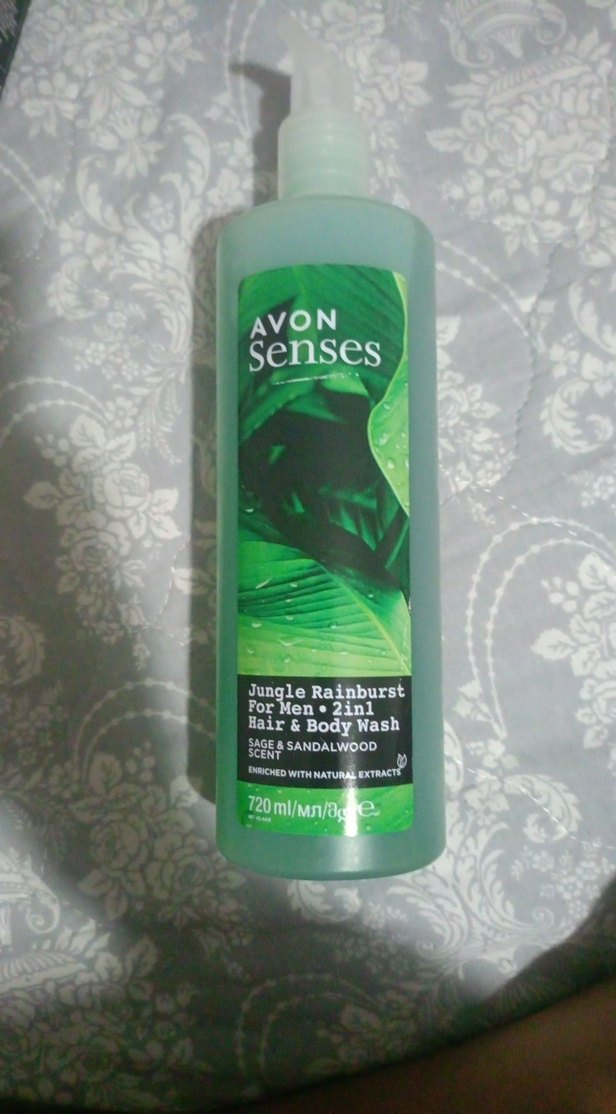 AVON
senses
Jungle Rainburst
For Men • 2in1
Hair & Body Wash
SAGE & SANDALWOOD
SCENT
ENRICHED WITH NATURAL EXTRACTS
720 ml/мл/მლ ℮